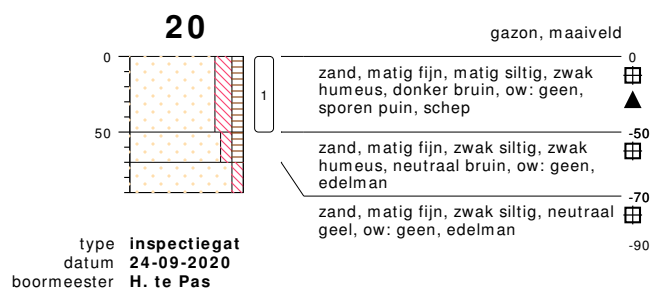 20
gazon, maaiveld
0
0
zand, matig fijn, matig siltig, zwak
humeus, donker bruin, ow: geen,
sporen puin, schep
1
50
-50
zand, matig fijn, zwak siltig, zwak
humeus, neutraal bruin, ow: geen,
edelman
-70
zand, matig fijn, zwak siltig, neutraal
geel, ow: geen, edelman
-90
type inspectiegat
datum 24-09-2020
boormeester H. te Pas